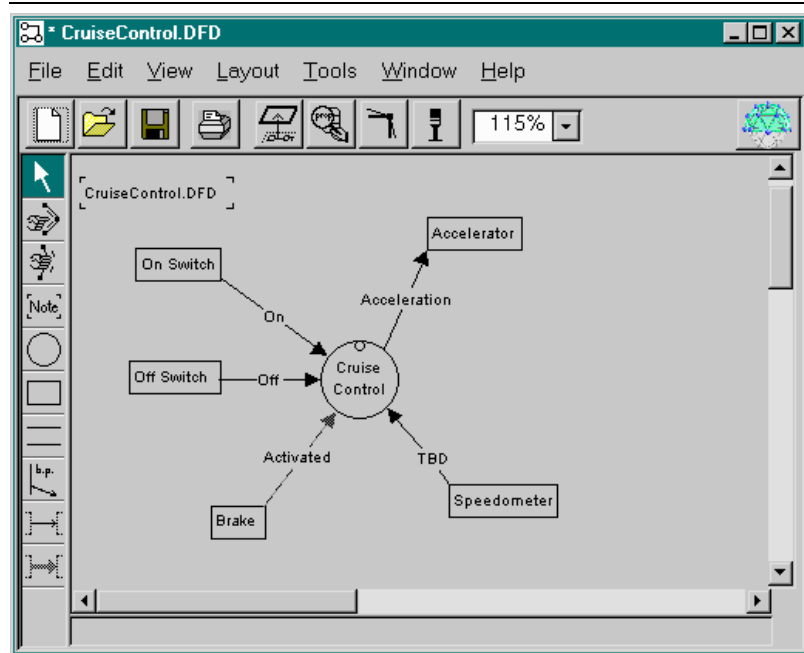 * CruiseControl.DFD
File Edit View Layout Tools Window Help
prop
115%
CruiseControl.DFD
Accelerator
On Switch
Acceleration
Note
On
Cruise
Control
Off Switch
Off
Activated
TBD
b.p.
Speedometer
Brake